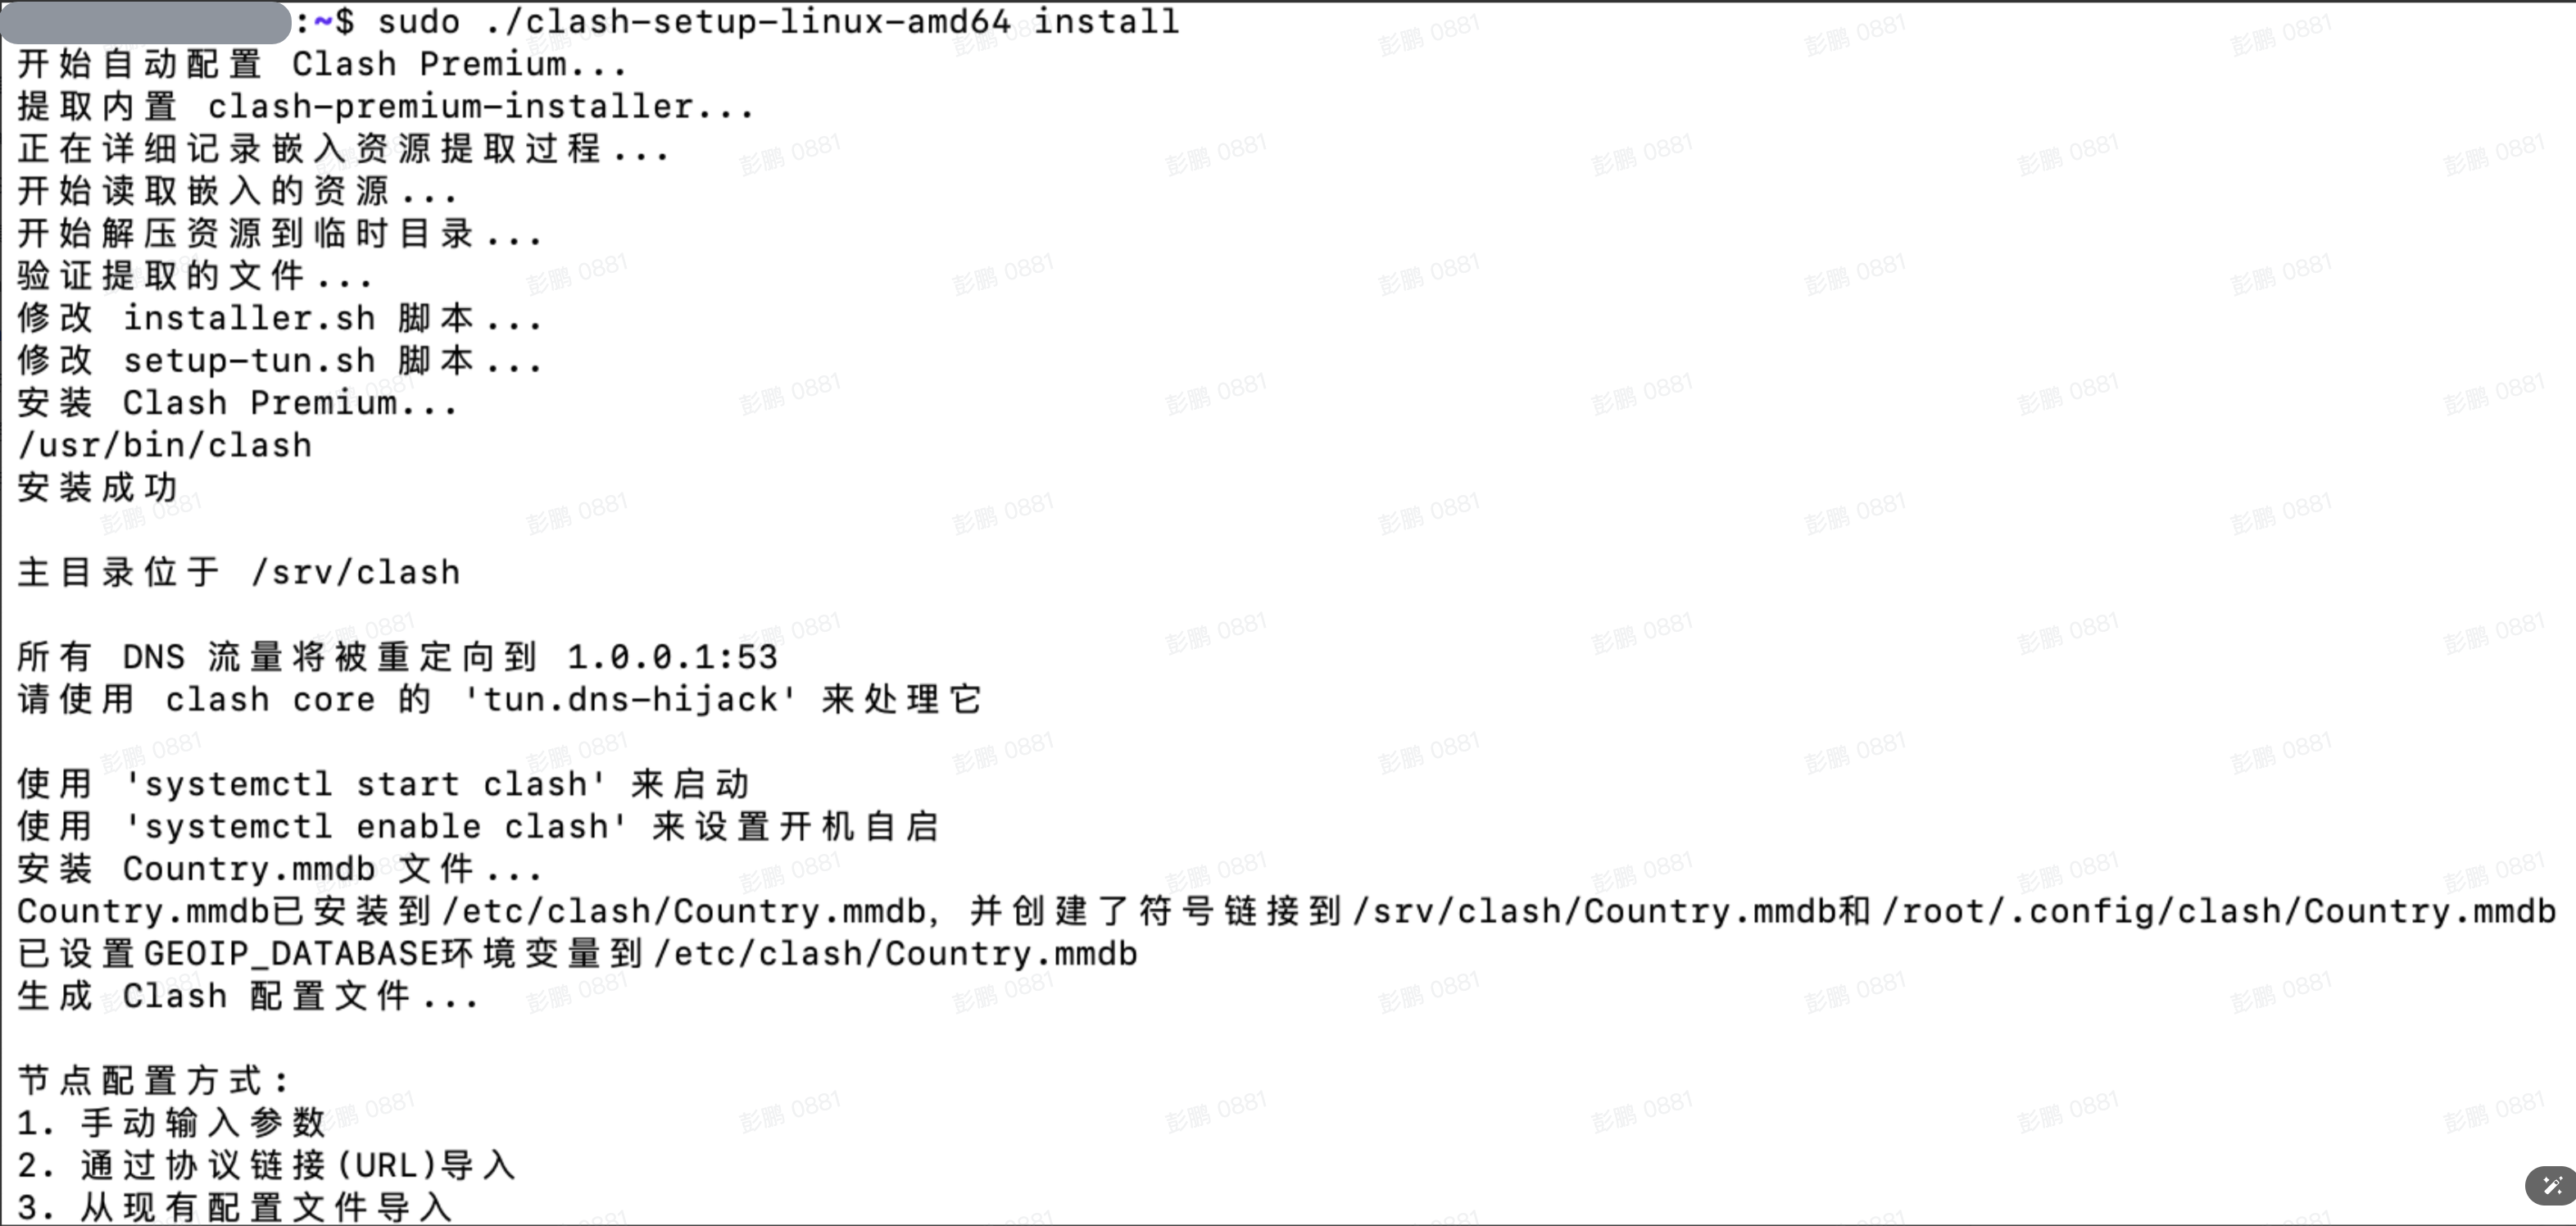 :~$ sudo ./clash-setup-linux-amd64 install
开始自动配置 Clash Premium...
提取内置 clash-premium-installer...
正在详细记录嵌入资源提取过程...
开始读取嵌入的资源...
开始解压资源到临时目录...
验证提取的文件...
修改 installer.sh 脚本...
修改 setup-tun.sh 脚本...
安装 Clash Premium...
/usr/bin/clash
安装成功
主目录位于 /srv/clash
所有 DNS 流量将被重定向到 1.0.0.1:53
请使用 clash core 的 'tun.dns-hijack' 来处理它
使用 'systemctl start clash' 来启动
使用 'systemctl enable clash' 来设置开机自启
安装 Country.mmdb 文件...
Country.mmdb已安装到/etc/clash/Country.mmdb, 并创建了符号链接到/srv/clash/Country.mmdb和/root/.config/clash/Country.mmdb
已设置GEOIP_DATABASE环境变量到/etc/clash/Country.mmdb
生成 Clash 配置文件...
节点配置方式:
1. 手动输入参数
2. 通过协议链接(URL)导入
3. 从现有配置文件导入
彭鹏 0881